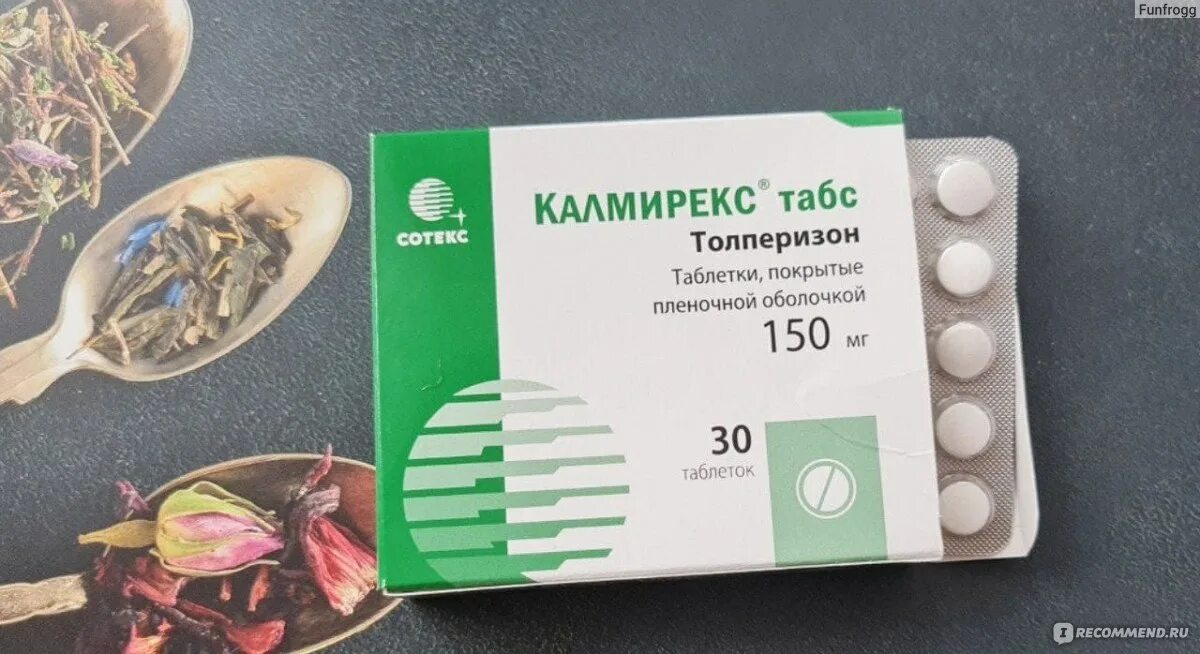 Funfrogg
СОТЕКС
КАЛМИРЕКС® табс
Толперизон
Таблетки, покрытые
пленочной оболочкой
150 мг
30
таблеток
I RECOMMEND.RU